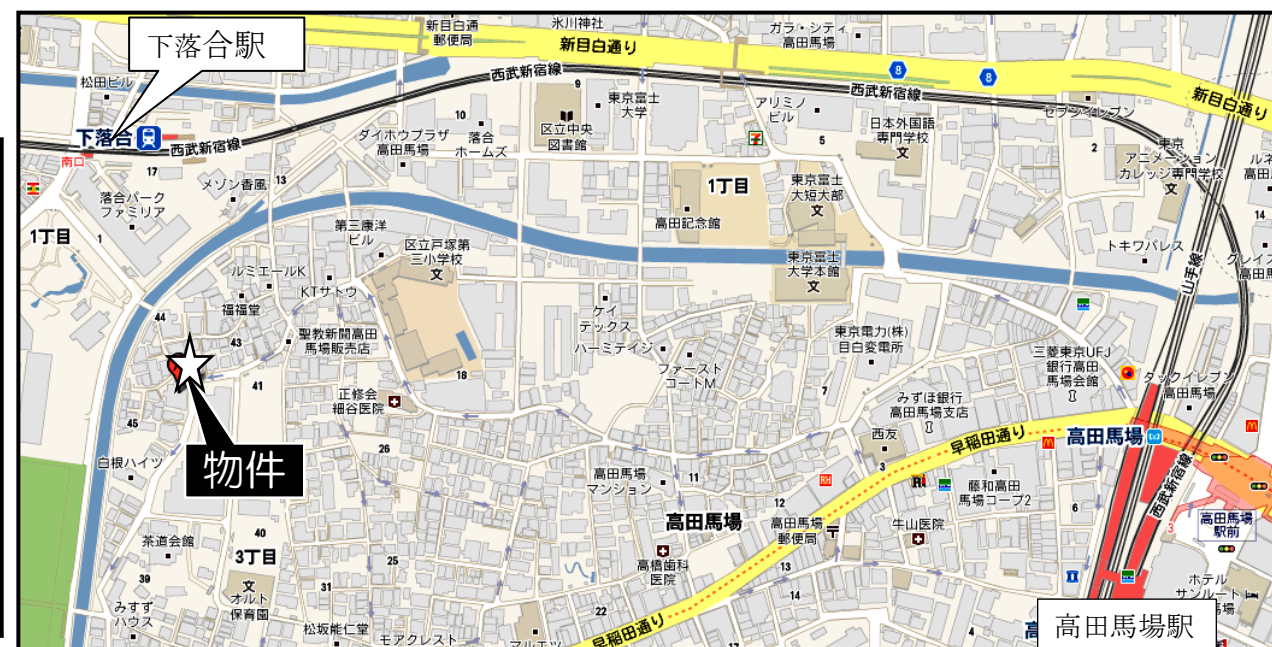 下落合駅
新目白通
郵便局
氷川神社
新目白通り
ガラ・シティ
高田馬場
8
8
新目白通り
松田ビル
西武新宿線
9
東京富士
大学
アリミノ
ビル
西武新宿線
セブンイレブン
下落合
南口
西武新宿線
17
ダイホウプラザ
高田馬場
10
落合
ホームズ
区立中央
図書館
5
日本外国語
専門学校
2
東京
アニメーション
カレッジ専門学校
メゾン香風
13
落合パーク
ファミリア
1丁目
1
第三康洋
ビル
区立戸塚第
三小学校
1丁目
高田記念館
東京富士
大短大部
14
トキワパレス
山手線
ルミエールK
KTサトウ
東京富士
大学本館
44
福福堂
43
聖教新聞高田
馬場販売店
ケイ
テックス
ハーミテイジ
ファースト
コートM
東京電力(株)
目白変電所
三菱東京UFJ
銀行高田
馬場会館
タックイレブン
高田馬場
41
18
正修会
細谷医院
7
みずほ銀行
高田馬場支店
45
物件
白根ハイツ
26
西友
3
早稲田通り
高田馬場
高田馬場
マンション
11
12
RH
藤和高田
馬場コープ2
西武新宿線
6
高田馬場
高田馬場
郵便局
牛山医院
3
高田馬場
駅前
茶道会館
40
3丁目
25
高橋歯科
医院
13
39
オルト
保育園
31
みすず
ハウス
松坂能仁堂
モアクレスト
22
マルエツ
早稲田通り
14
4
17
ホテル
サンルート
高田馬場駅